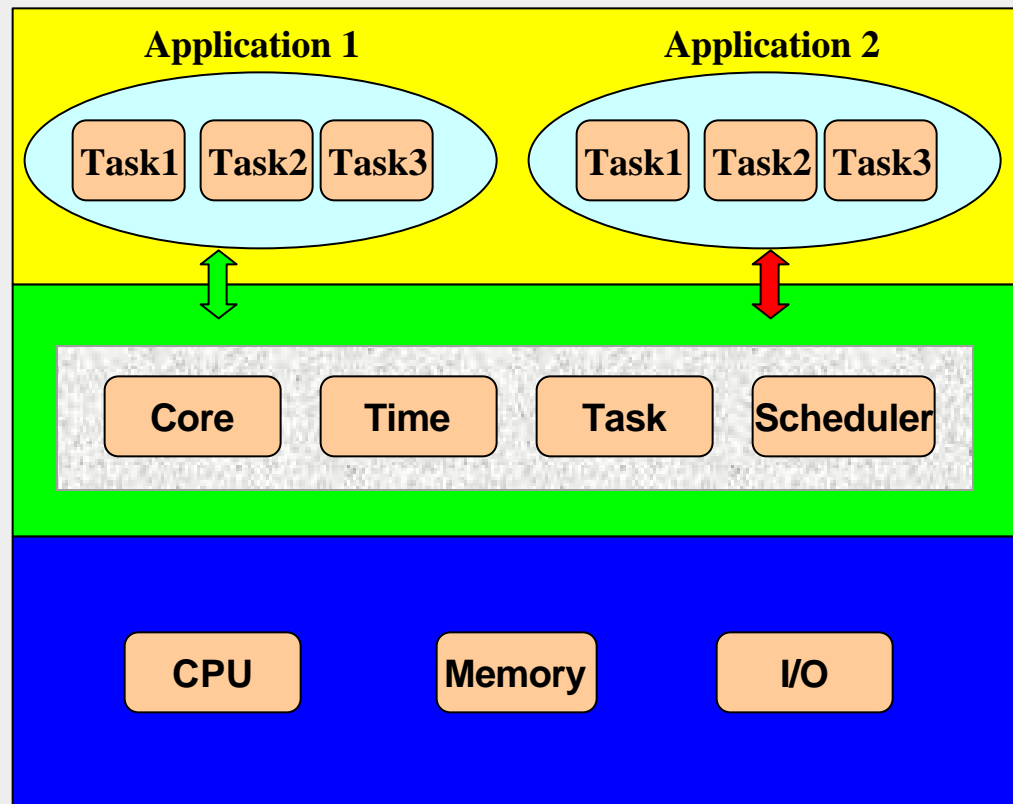 Application 1 Application 2
Task1 Task2 Task3 Task1 Task2 Task3
Core Time Task Scheduler
CPU Memory I/O